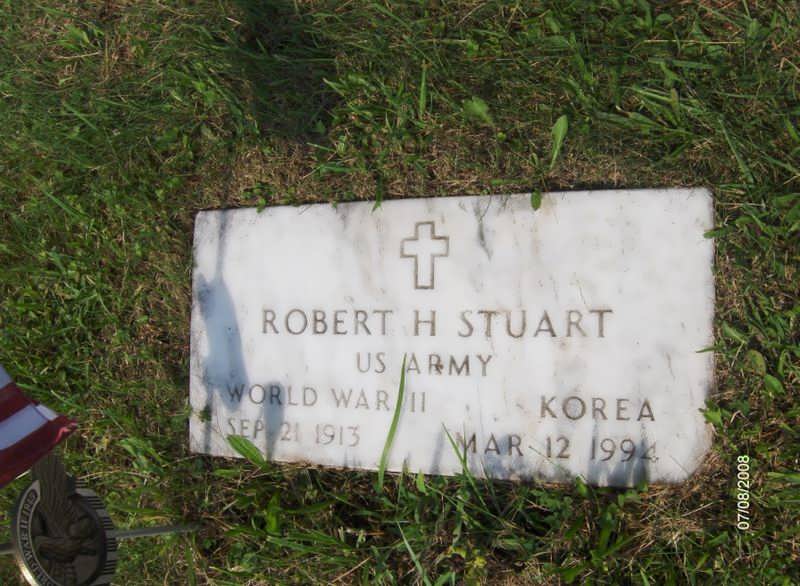 ROBERT H STUART
US ARMY
WORLD WAR II KOREA
SEP 21 1913 MAR 12 1994
07/08/2008